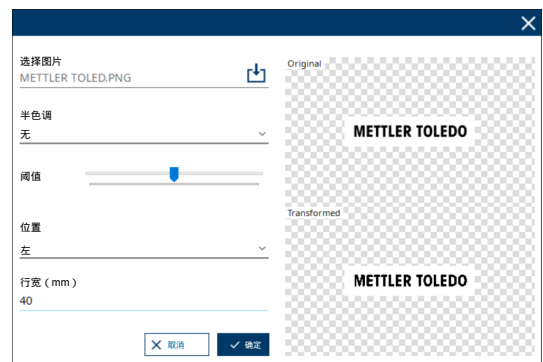 选择图片
METTLER TOLED.PNG
半色调
无
阈值
位置
左
行宽（mm）
40
取消
确定
Original
METTLER TOLEDO
Transformed
METTLER TOLEDO